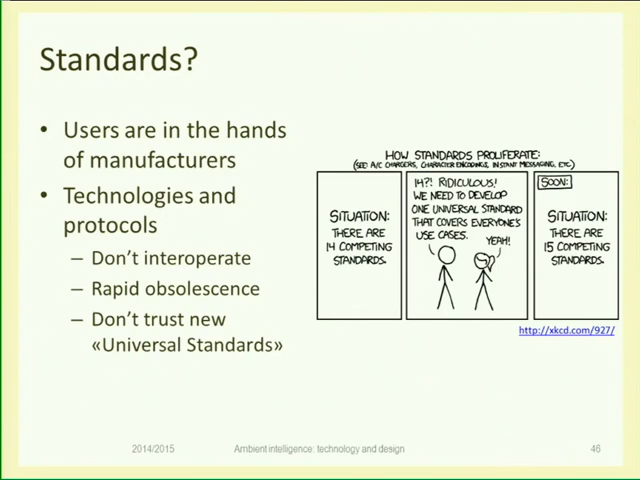 Standards?
• Users are in the hands
of manufacturers
• Technologies and
protocols
– Don't interoperate
– Rapid obsolescence
– Don't trust new
«Universal Standards»
HOW STANDARDS PROLIFERATE:
(SEE: A/C CHARGERS, CHARACTER ENCODINGS, INSTANT MESSAGING, ETC.)
SITUATION:
THERE ARE
14 COMPETING
STANDARDS.
14?! RIDICULOUS!
WE NEED TO DEVELOP
ONE UNIVERSAL STANDARD
THAT COVERS EVERYONE'S
USE CASES.
YEAH!
SOON:
SITUATION:
THERE ARE
15 COMPETING
STANDARDS.
http://xkcd.com/927/
2014/2015
Ambient intelligence: technology and design
46